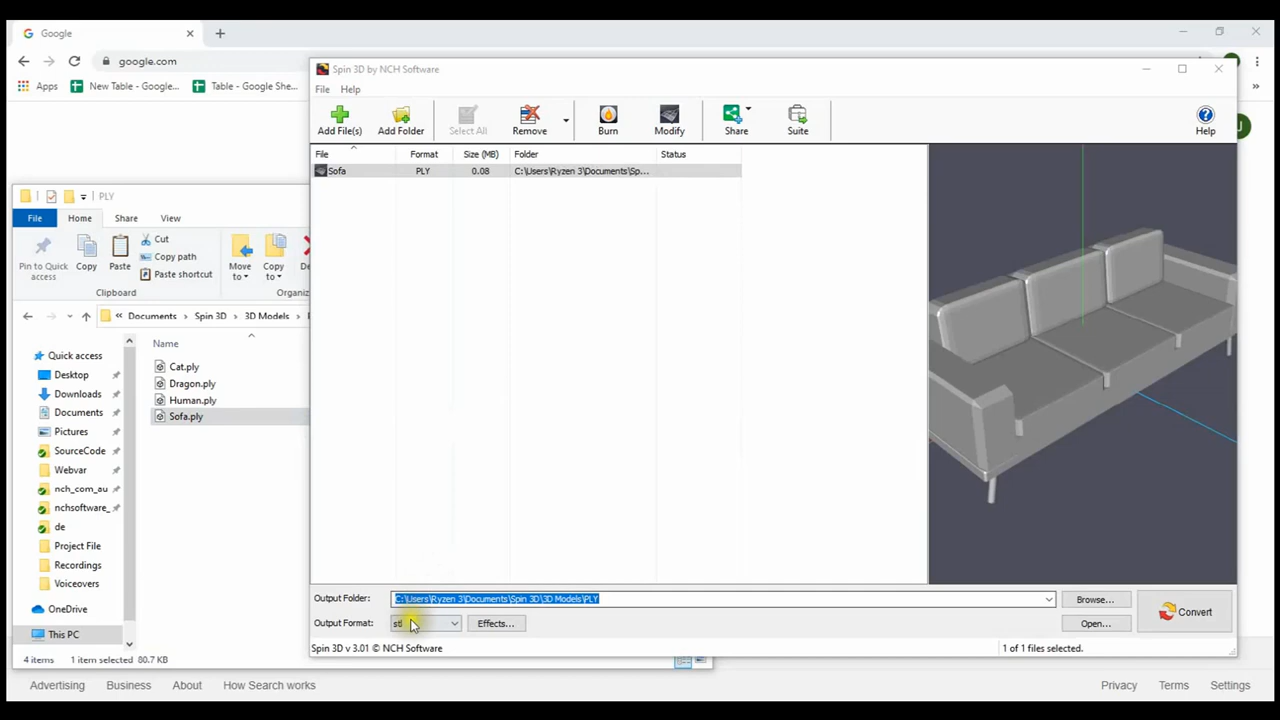 Google
google.com
Apps
New Table - Google...
Table - Google She...
Spin 3D by NCH Software
File Help
Add File(s) Add Folder Select All Remove Burn Modify Share Suite Help
File Format Size (MB) Folder Status
Sofa PLY 0.08 C:\Users\Ryzen 3\Documents\Sp...
PLY
File Home Share View
Pin to Quick access
Copy
Paste
Cut
Copy path
Paste shortcut
Move to
Copy to
Clipboard
Organiz
Documents Spin 3D 3D Models
Name
Quick access
Desktop
Downloads
Documents
Pictures
SourceCode
Webvar
nch_com_au
nchsoftware_
de
Project File
Recordings
Voiceovers
OneDrive
This PC
Cat.ply
Dragon.ply
Human.ply
Sofa.ply
4 items 1 item selected 80.7 KB
Output Folder: C:\Users\Ryzen 3\Documents\Spin 3D\3D Models\PLY Browse...
Output Format: stl Effects... Open...
Convert
Spin 3D v 3.01 © NCH Software
1 of 1 files selected.
Advertising Business About How Search works
Privacy Terms Settings